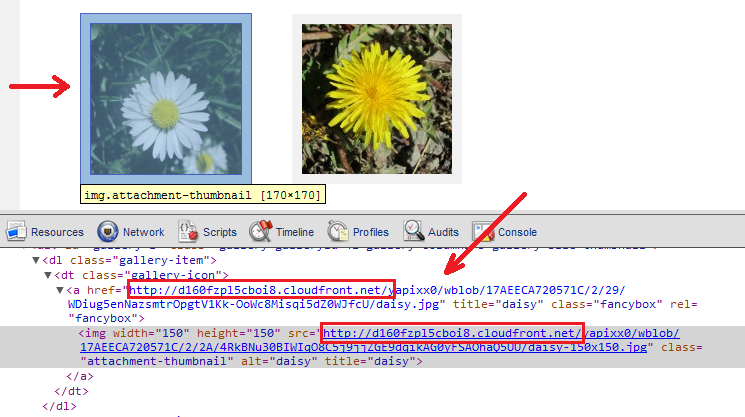 img.attachment-thumbnail [170×170]
Resources Network Scripts Timeline Profiles Audits Console
▼<dl class="gallery-item">
▼<dt class="gallery-icon">
▼<a href="http://d160fzpl5cboi8.cloudfront.net/yapixx0/wblob/17AEECA720571C/2/29/
WDiug5enNazsmtrOpgtV1Kk-OoWc8Misqi5dZ0WJfcU/daisy.jpg" title="daisy" class="fancybox" rel=
"fancybox">
<img width="150" height="150" src="http://d160fzpl5cboi8.cloudfront.net/yapixx0/wblob/
17AEECA720571C/2/2A/4RkBNu30BIWIqO8C5j9jjZGE9dqikAG0yFSAOhaQ5UU/daisy-150x150.jpg" class=
"attachment-thumbnail" alt="daisy" title="daisy">
</a>
</dt>
</dl>